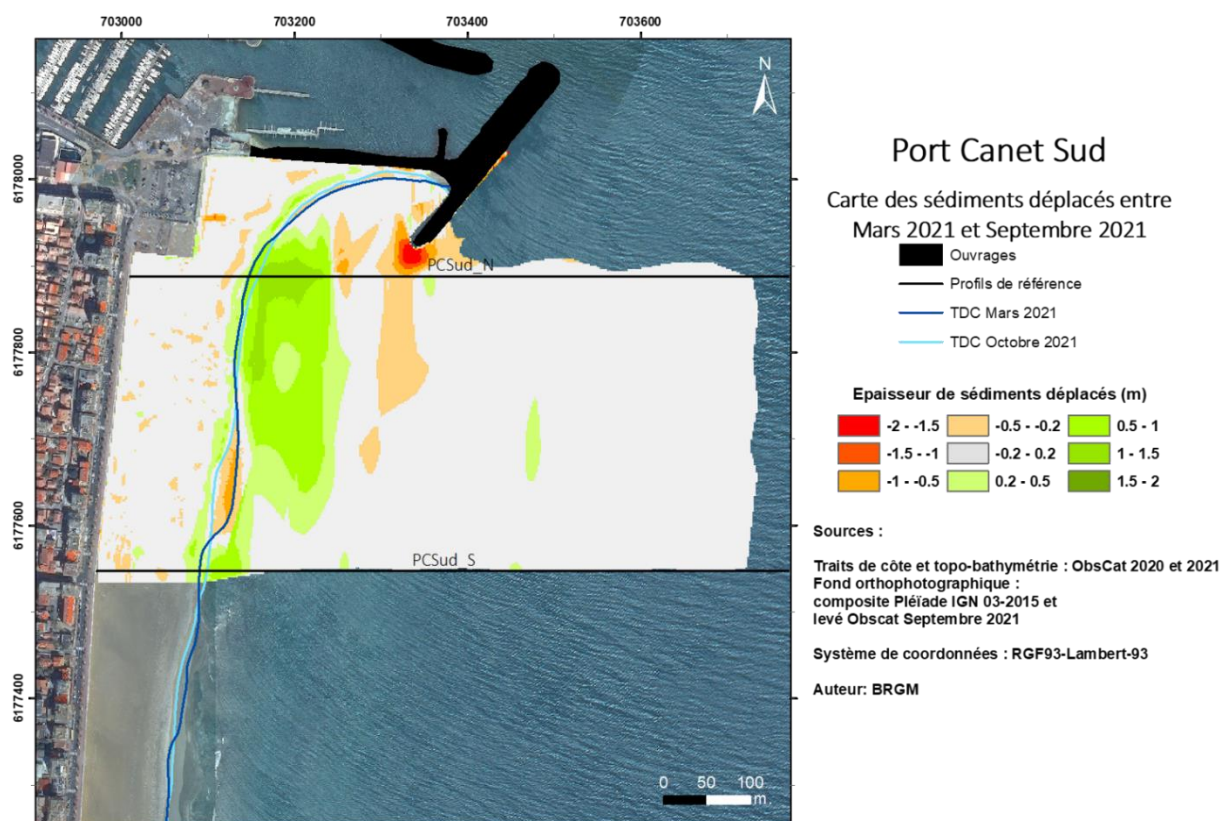 703000 703200 703400 703600
N
6178000
6177800
6177600
6177400
PCSud_N
PCSud_S
0 50 100
m.
Port Canet Sud
Carte des sédiments déplacés entre
Mars 2021 et Septembre 2021
Ouvrages
Profils de référence
TDC Mars 2021
TDC Octobre 2021
Epaisseur de sédiments déplacés (m)
-2 - -1.5 -0.5 - -0.2 0.5 - 1
-1.5 - -1 -0.2 - 0.2 1 - 1.5
-1 - -0.5 0.2 - 0.5 1.5 - 2
Sources :
Traits de côte et topo-bathymétrie : ObsCat 2020 et 2021
Fond orthophotographique :
composite Pléïade IGN 03-2015 et
levé Obscat Septembre 2021
Système de coordonnées : RGF93-Lambert-93
Auteur: BRGM